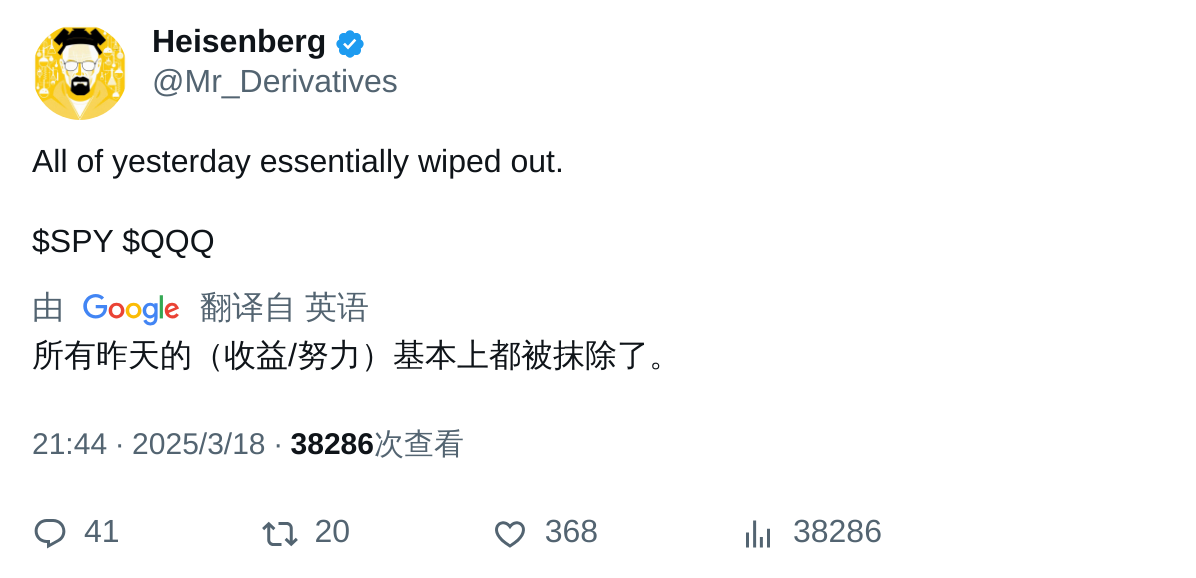 Heisenberg
@Mr_Derivatives
All of yesterday essentially wiped out.
$SPY $QQQ
由 Google 翻译自 英语
所有昨天的（收益/努力）基本上都被抹除了。
21:44 · 2025/3/18 · 38286次查看
41 20 368 38286